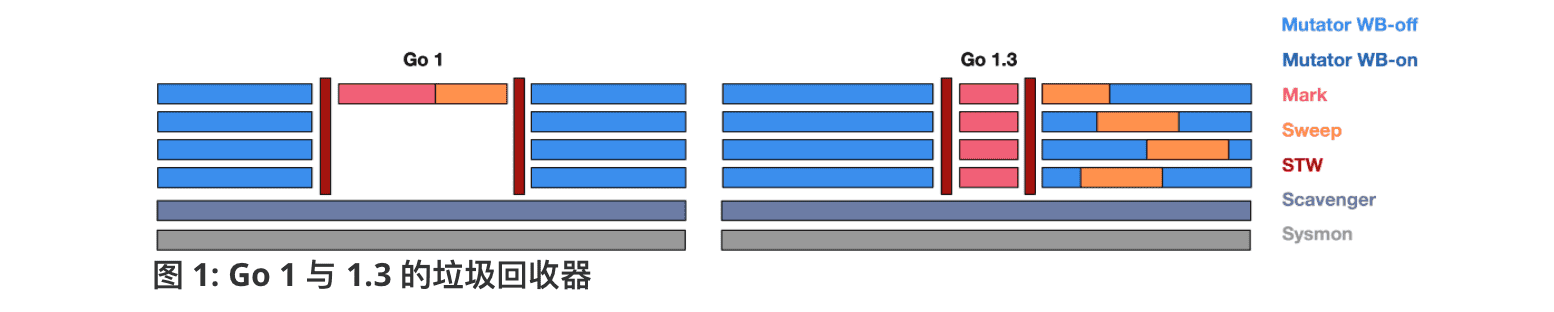 Go 1
Go 1.3
Mutator WB-off
Mutator WB-on
Mark
Sweep
STW
Scavenger
Sysmon
图 1: Go 1 与 1.3 的垃圾回收器